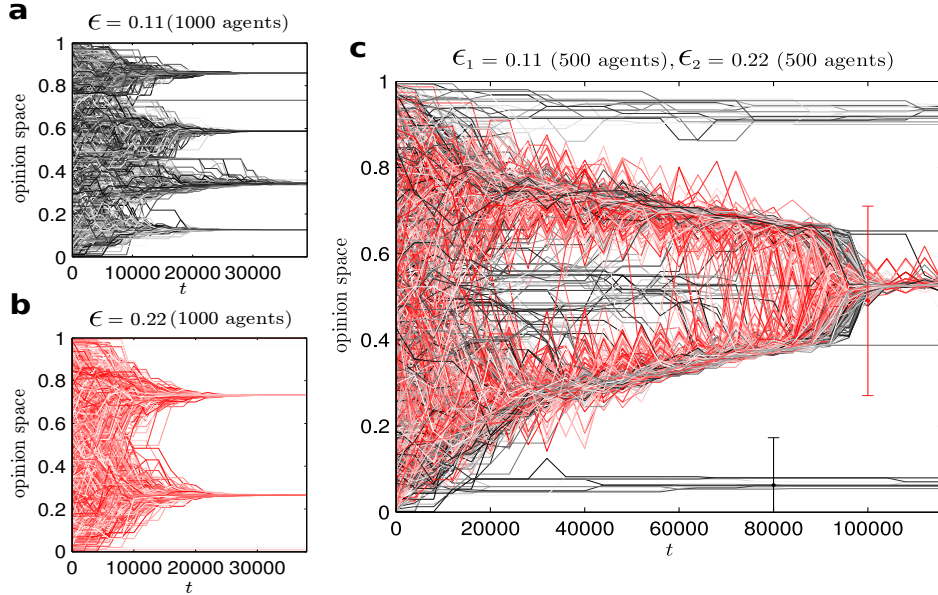 a
ϵ = 0.11 (1000 agents)
opinion space
1
0.8
0.6
0.4
0.2
0
0 10000 20000 30000
t
b
ϵ = 0.22 (1000 agents)
opinion space
1
0.8
0.6
0.4
0.2
0
0 10000 20000 30000
t
c
ϵ₁ = 0.11 (500 agents), ϵ₂ = 0.22 (500 agents)
opinion space
1
0.8
0.6
0.4
0.2
0
0 20000 40000 60000 80000 100000
t